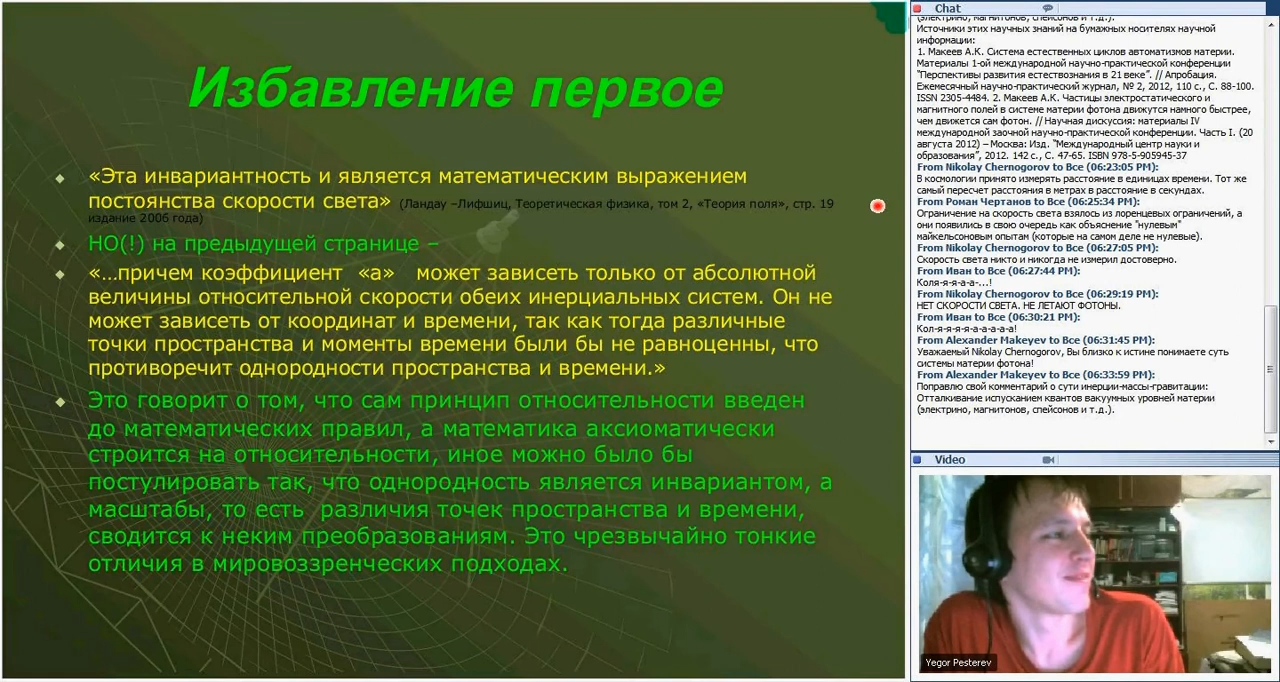 Избавление первое
«Эта инвариантность и является математическим выражением
постоянства скорости света» (Ландау –Лифшиц, Теоретическая физика, том 2, «Теория поля», стр. 19
издание 2006 года)
НО(!) на предыдущей странице –
«…причем коэффициент «a» может зависеть только от абсолютной
величины относительной скорости обеих инерциальных систем. Он не
может зависеть от координат и времени, так как тогда различные
точки пространства и моменты времени были бы не равноценны, что
противоречит однородности пространства и времени.»
Это говорит о том, что сам принцип относительности введен
до математических правил, а математика аксиоматически
строится на относительности, иное можно было бы
постулировать так, что однородность является инвариантом, а
масштабы, то есть различия точек пространства и времени,
сводится к неким преобразованиям. Это чрезвычайно тонкие
отличия в мировоззренческих подходах.
Chat
(электрино, магнитонов, спейсонов и т.д.).
Источники этих научных знаний на бумажных носителях научной
информации:
1. Макеев А.К. Система естественных циклов автоматизмов материи.
Материалы 1-ой международной научно-практической конференции
"Перспективы развития естествознания в 21 веке". // Апробация.
Ежемесячный научно-практический журнал, № 2, 2012, 110 с., С. 88-100.
ISSN 2305-4484. 2. Макеев А.К. Частицы электростатического и
магнитного полей в системе материи фотона движутся намного быстрее,
чем движется сам фотон. // Научная дискуссия: материалы IV
международной заочной научно-практической конференции. Часть I. (20
августа 2012) – Москва: Изд. "Международный центр науки и
образования", 2012. 142 с., С. 47-65. ISBN 978-5-905945-37
From Nikolay Chernogorov to Все (06:23:05 PM):
В космологии принято измерять расстояние в единицах времени. Тот же
самый пересчет расстояния в метрах в расстояние в секундах.
From Роман Чертанов to Все (06:25:34 PM):
Ограничение на скорость света взялось из лоренцевых ограничений, а
они появились в свою очередь как объяснение "нулевым"
майкельсоновым опытам (которые на самом деле не нулевые).
From Nikolay Chernogorov to Все (06:27:05 PM):
Скорость света никто и никогда не измерил достоверно.
From Иван to Все (06:27:44 PM):
Коля-я-я-а-а-...!
From Nikolay Chernogorov to Все (06:29:19 PM):
НЕТ СКОРОСТИ СВЕТА. НЕ ЛЕТАЮТ ФОТОНЫ.
From Иван to Все (06:30:21 PM):
Кол-я-я-я-я-а-а-а-а-а!
From Alexander Makeyev to Все (06:31:45 PM):
Уважаемый Nikolay Chernogorov, Вы близко к истине понимаете суть
системы материи фотона!
From Alexander Makeyev to Все (06:33:59 PM):
Поправлю свой комментарий о сути инерции-массы-гравитации:
Отталкивание испусканием квантов вакуумных уровней материи
(электрино, магнитонов, спейсонов и т.д.).
Video
Yegor Pesterev